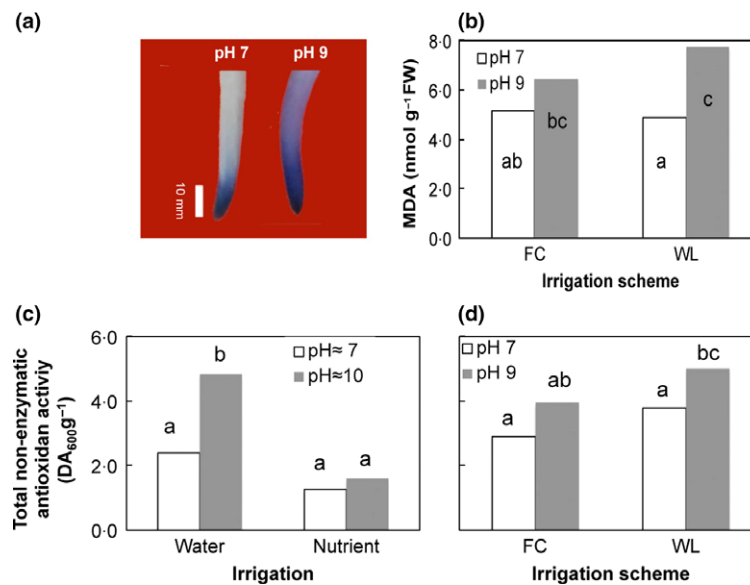 (a)
pH 7 pH 9
10 mm
(b)
MDA (nmol g⁻¹ FW)
8·0
6·0
4·0
2·0
0·0
pH 7
pH 9
ab
bc
a
c
FC WL
Irrigation scheme
(c)
Total non-enzymatic
antioxidan activiy
(DA₆₀₀g⁻¹)
6·0
4·0
2·0
0·0
pH≈ 7
pH≈10
a
b
a
a
Water Nutrient
Irrigation
(d)
pH 7
pH 9
a
ab
a
bc
FC WL
Irrigation scheme